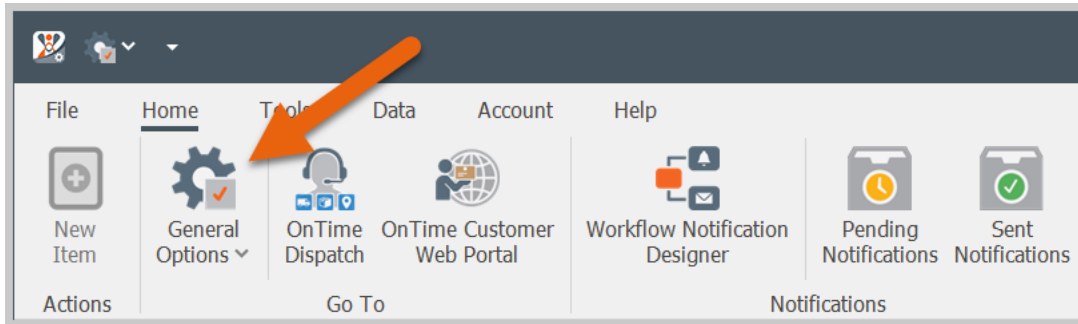 File Home Tools Data Account Help
New Item
General Options
OnTime Dispatch
OnTime Customer Web Portal
Workflow Notification Designer
Pending Notifications
Sent Notifications
Actions Go To Notifications